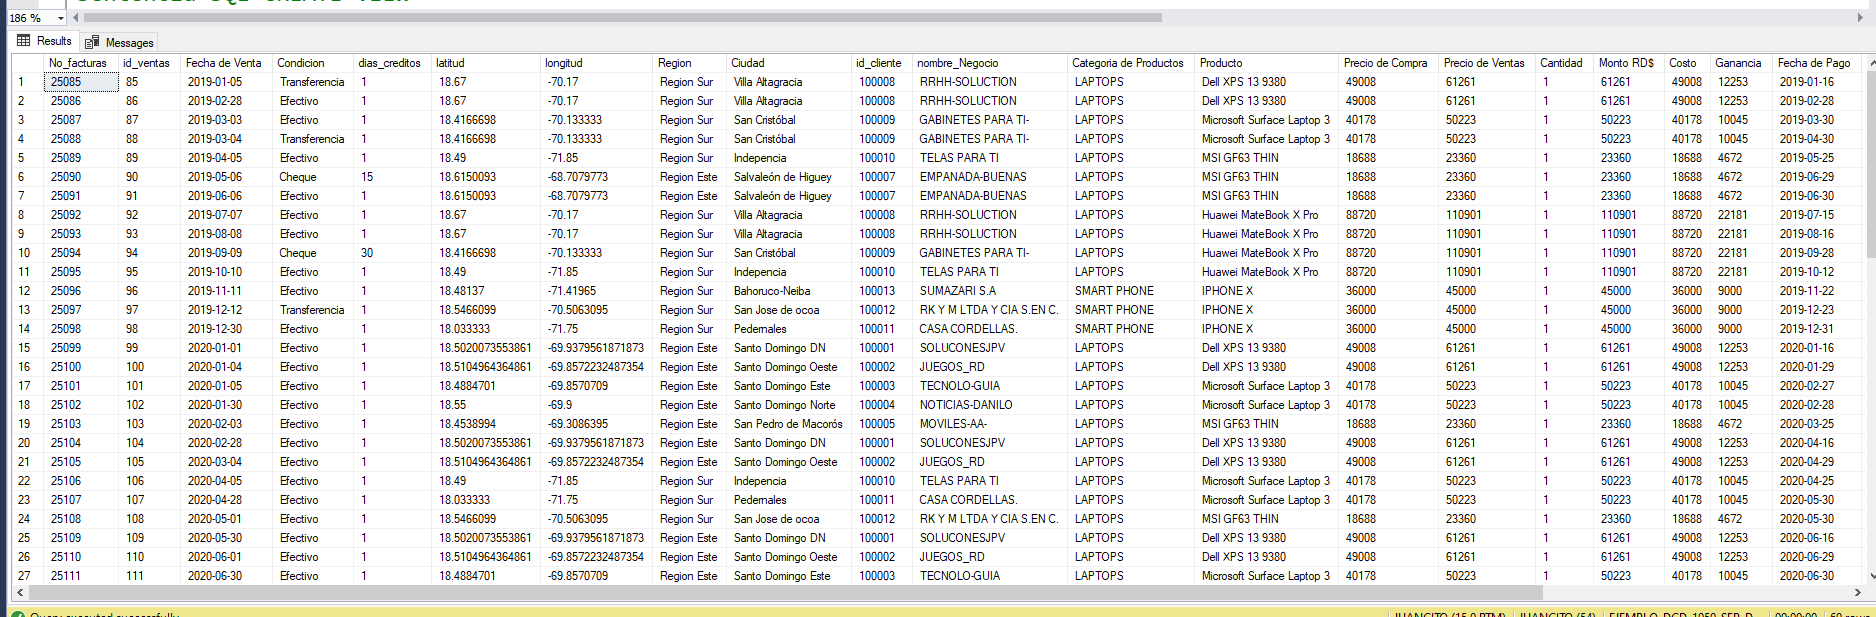 186 %
Results Messages
No_facturas id_ventas Fecha de Venta Condicion dias_creditos latitud longitud Region Ciudad id_cliente nombre_Negocio Categoria de Productos Producto Precio de Compra Precio de Ventas Cantidad Monto RD$ Costo Ganancia Fecha de Pago
1 25085 85 2019-01-05 Transferencia 1 18.67 -70.17 Region Sur Villa Altagracia 100008 RRHH-SOLUCTION LAPTOPS Dell XPS 13 9380 49008 61261 1 61261 49008 12253 2019-01-16
2 25086 86 2019-02-28 Efectivo 1 18.67 -70.17 Region Sur Villa Altagracia 100008 RRHH-SOLUCTION LAPTOPS Dell XPS 13 9380 49008 61261 1 61261 49008 12253 2019-02-28
3 25087 87 2019-03-03 Efectivo 1 18.4166698 -70.133333 Region Sur San Cristóbal 100009 GABINETES PARA TI- LAPTOPS Microsoft Surface Laptop 3 40178 50223 1 50223 40178 10045 2019-03-30
4 25088 88 2019-03-04 Transferencia 1 18.4166698 -70.133333 Region Sur San Cristóbal 100009 GABINETES PARA TI- LAPTOPS Microsoft Surface Laptop 3 40178 50223 1 50223 40178 10045 2019-04-30
5 25089 89 2019-04-05 Efectivo 1 18.49 -71.85 Region Sur Indepencia 100010 TELAS PARA TI LAPTOPS MSI GF63 THIN 18688 23360 1 23360 18688 4672 2019-05-25
6 25090 90 2019-05-06 Cheque 15 18.6150093 -68.7079773 Region Este Salvaleón de Higuey 100007 EMPANADA-BUENAS LAPTOPS MSI GF63 THIN 18688 23360 1 23360 18688 4672 2019-06-29
7 25091 91 2019-06-06 Efectivo 1 18.6150093 -68.7079773 Region Este Salvaleón de Higuey 100007 EMPANADA-BUENAS LAPTOPS MSI GF63 THIN 18688 23360 1 23360 18688 4672 2019-06-30
8 25092 92 2019-07-07 Efectivo 1 18.67 -70.17 Region Sur Villa Altagracia 100008 RRHH-SOLUCTION LAPTOPS Huawei MateBook X Pro 88720 110901 1 110901 88720 22181 2019-07-15
9 25093 93 2019-08-08 Efectivo 1 18.67 -70.17 Region Sur Villa Altagracia 100008 RRHH-SOLUCTION LAPTOPS Huawei MateBook X Pro 88720 110901 1 110901 88720 22181 2019-08-16
10 25094 94 2019-09-09 Cheque 30 18.4166698 -70.133333 Region Sur San Cristóbal 100009 GABINETES PARA TI- LAPTOPS Huawei MateBook X Pro 88720 110901 1 110901 88720 22181 2019-09-28
11 25095 95 2019-10-10 Efectivo 1 18.49 -71.85 Region Sur Indepencia 100010 TELAS PARA TI LAPTOPS Huawei MateBook X Pro 88720 110901 1 110901 88720 22181 2019-10-12
12 25096 96 2019-11-11 Efectivo 1 18.48137 -71.41965 Region Sur Bahoruco-Neiba 100013 SUMAZARI S.A SMART PHONE IPHONE X 36000 45000 1 45000 36000 9000 2019-11-22
13 25097 97 2019-12-12 Transferencia 1 18.5466099 -70.5063095 Region Sur San Jose de ocoa 100012 RK Y M LTDA Y CIA S.EN C. SMART PHONE IPHONE X 36000 45000 1 45000 36000 9000 2019-12-23
14 25098 98 2019-12-30 Efectivo 1 18.033333 -71.75 Region Sur Pedernales 100011 CASA CORDELLAS. SMART PHONE IPHONE X 36000 45000 1 45000 36000 9000 2019-12-31
15 25099 99 2020-01-01 Efectivo 1 18.5020073553861 -69.9379561871873 Region Este Santo Domingo DN 100001 SOLUCONESJPV LAPTOPS Dell XPS 13 9380 49008 61261 1 61261 49008 12253 2020-01-16
16 25100 100 2020-01-04 Efectivo 1 18.5104964364861 -69.8572232487354 Region Este Santo Domingo Oeste 100002 JUEGOS_RD LAPTOPS Dell XPS 13 9380 49008 61261 1 61261 49008 12253 2020-01-29
17 25101 101 2020-01-05 Efectivo 1 18.4884701 -69.8570709 Region Este Santo Domingo Este 100003 TECNOLO-GUIA LAPTOPS Microsoft Surface Laptop 3 40178 50223 1 50223 40178 10045 2020-02-27
18 25102 102 2020-01-30 Efectivo 1 18.55 -69.9 Region Este Santo Domingo Norte 100004 NOTICIAS-DANILO LAPTOPS Microsoft Surface Laptop 3 40178 50223 1 50223 40178 10045 2020-02-28
19 25103 103 2020-02-03 Efectivo 1 18.4538994 -69.3086395 Region Este San Pedro de Macorós 100005 MOVILES-AA- LAPTOPS MSI GF63 THIN 18688 23360 1 23360 18688 4672 2020-03-25
20 25104 104 2020-02-28 Efectivo 1 18.5020073553861 -69.9379561871873 Region Este Santo Domingo DN 100001 SOLUCONESJPV LAPTOPS Dell XPS 13 9380 49008 61261 1 61261 49008 12253 2020-04-16
21 25105 105 2020-03-04 Efectivo 1 18.5104964364861 -69.8572232487354 Region Este Santo Domingo Oeste 100002 JUEGOS_RD LAPTOPS Dell XPS 13 9380 49008 61261 1 61261 49008 12253 2020-04-29
22 25106 106 2020-04-05 Efectivo 1 18.49 -71.85 Region Sur Indepencia 100010 TELAS PARA TI LAPTOPS Microsoft Surface Laptop 3 40178 50223 1 50223 40178 10045 2020-04-25
23 25107 107 2020-04-28 Efectivo 1 18.033333 -71.75 Region Sur Pedernales 100011 CASA CORDELLAS. LAPTOPS Microsoft Surface Laptop 3 40178 50223 1 50223 40178 10045 2020-05-30
24 25108 108 2020-05-01 Efectivo 1 18.5466099 -70.5063095 Region Sur San Jose de ocoa 100012 RK Y M LTDA Y CIA S.EN C. LAPTOPS MSI GF63 THIN 18688 23360 1 23360 18688 4672 2020-05-30
25 25109 109 2020-05-30 Efectivo 1 18.5020073553861 -69.9379561871873 Region Este Santo Domingo DN 100001 SOLUCONESJPV LAPTOPS Dell XPS 13 9380 49008 61261 1 61261 49008 12253 2020-06-16
26 25110 110 2020-06-01 Efectivo 1 18.5104964364861 -69.8572232487354 Region Este Santo Domingo Oeste 100002 JUEGOS_RD LAPTOPS Dell XPS 13 9380 49008 61261 1 61261 49008 12253 2020-06-29
27 25111 111 2020-06-30 Efectivo 1 18.4884701 -69.8570709 Region Este Santo Domingo Este 100003 TECNOLO-GUIA LAPTOPS Microsoft Surface Laptop 3 40178 50223 1 50223 40178 10045 2020-06-30
Query executed successfully